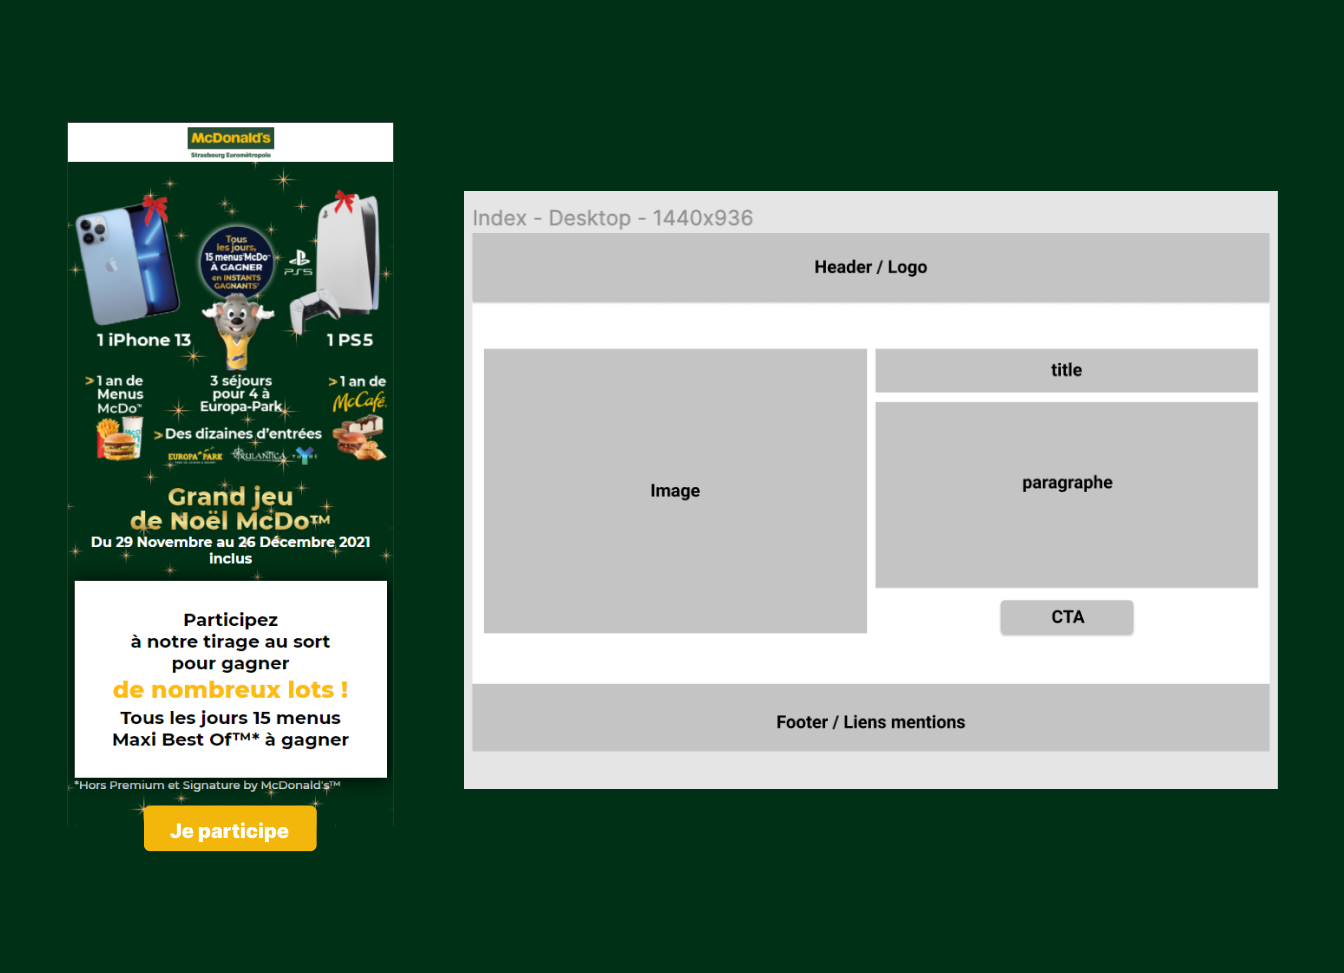 McDonald's
Strasbourg Eurométropole
Tous
les jours,
15 menus McDo™
À GAGNER
en INSTANTS
GAGNANTS*
PS5
1 iPhone 13
1 PS5
>1 an de
Menus
McDo™
3 séjours
pour 4 à
Europa-Park
>1 an de
McCafé
>Des dizaines d'entrées
EUROPA*PARK
RULANTICA
Grand jeu
de Noël McDo™
Du 29 Novembre au 26 Décembre 2021
inclus
Participez
à notre tirage au sort
pour gagner
de nombreux lots !
Tous les jours 15 menus
Maxi Best Of™* à gagner
*Hors Premium et Signature by McDonald's™
Je participe
Index - Desktop - 1440x936
Header / Logo
Image
title
paragraphe
CTA
Footer / Liens mentions